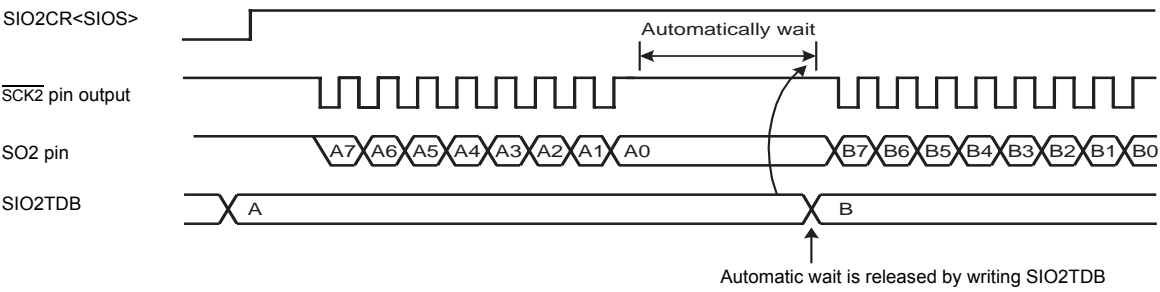 SIO2CR<SIOS>
Automatically wait
SCK2 pin output
SO2 pin
A7 A6 A5 A4 A3 A2 A1 A0 B7 B6 B5 B4 B3 B2 B1 B0
SIO2TDB
A B
Automatic wait is released by writing SIO2TDB